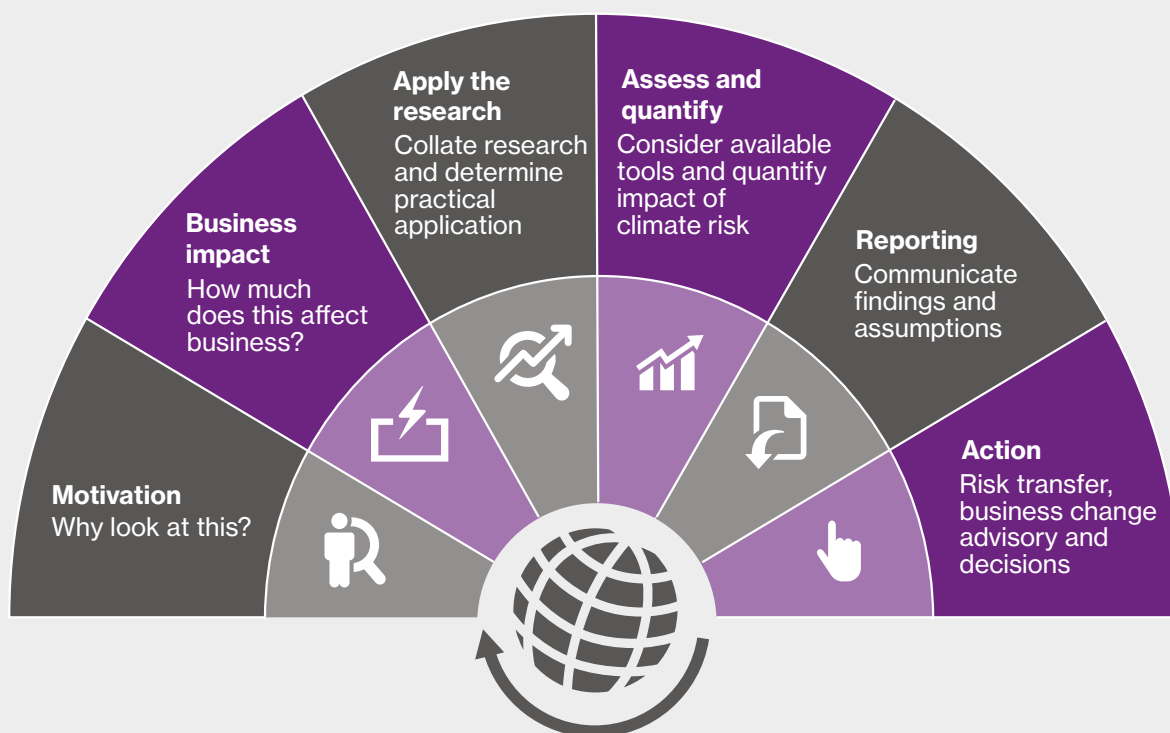 Motivation
Why look at this?
Business
impact
How much
does this affect
business?
Apply the
research
Collate research
and determine
practical
application
Assess and
quantify
Consider available
tools and quantify
impact of
climate risk
Reporting
Communicate
findings and
assumptions
Action
Risk transfer,
business change
advisory and
decisions